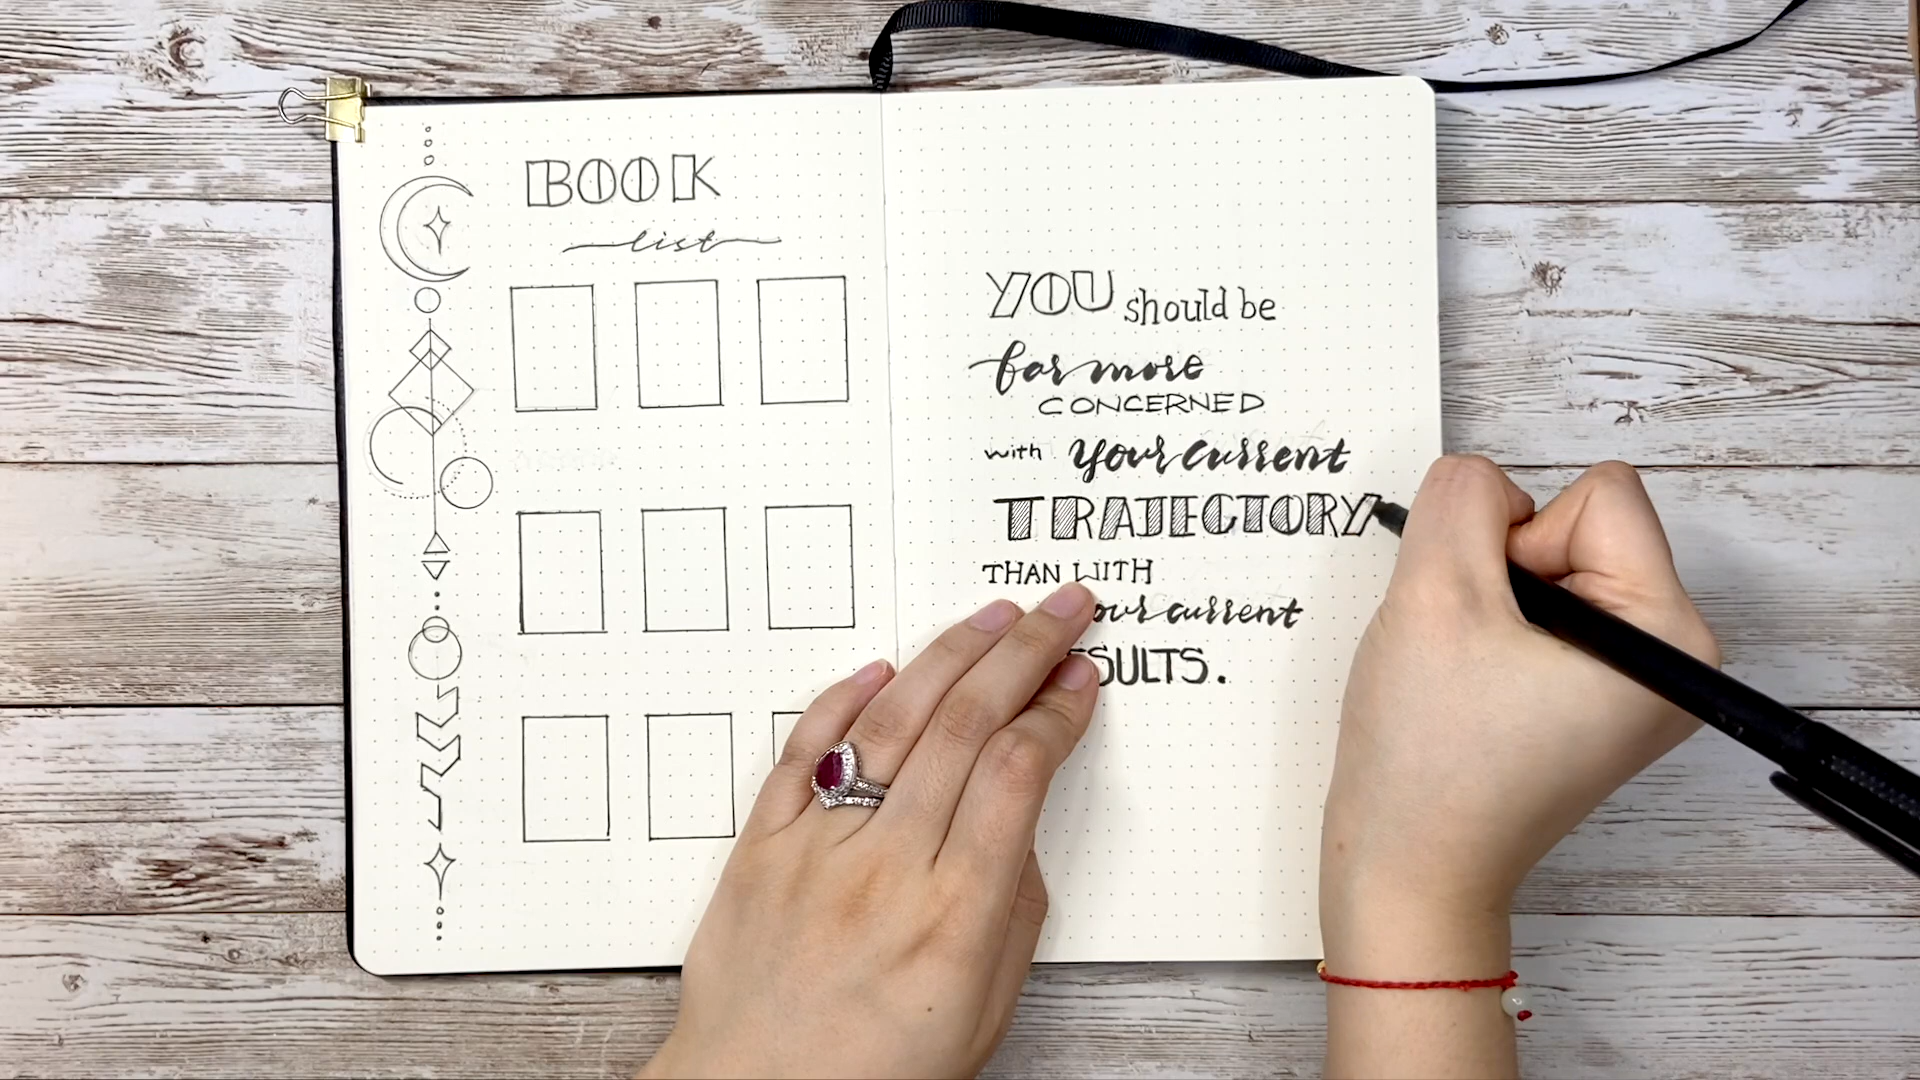 BOOK
list
YOU should be
far more
CONCERNED
with your current
TRAJECTORY
THAN WITH
our current
SULTS.